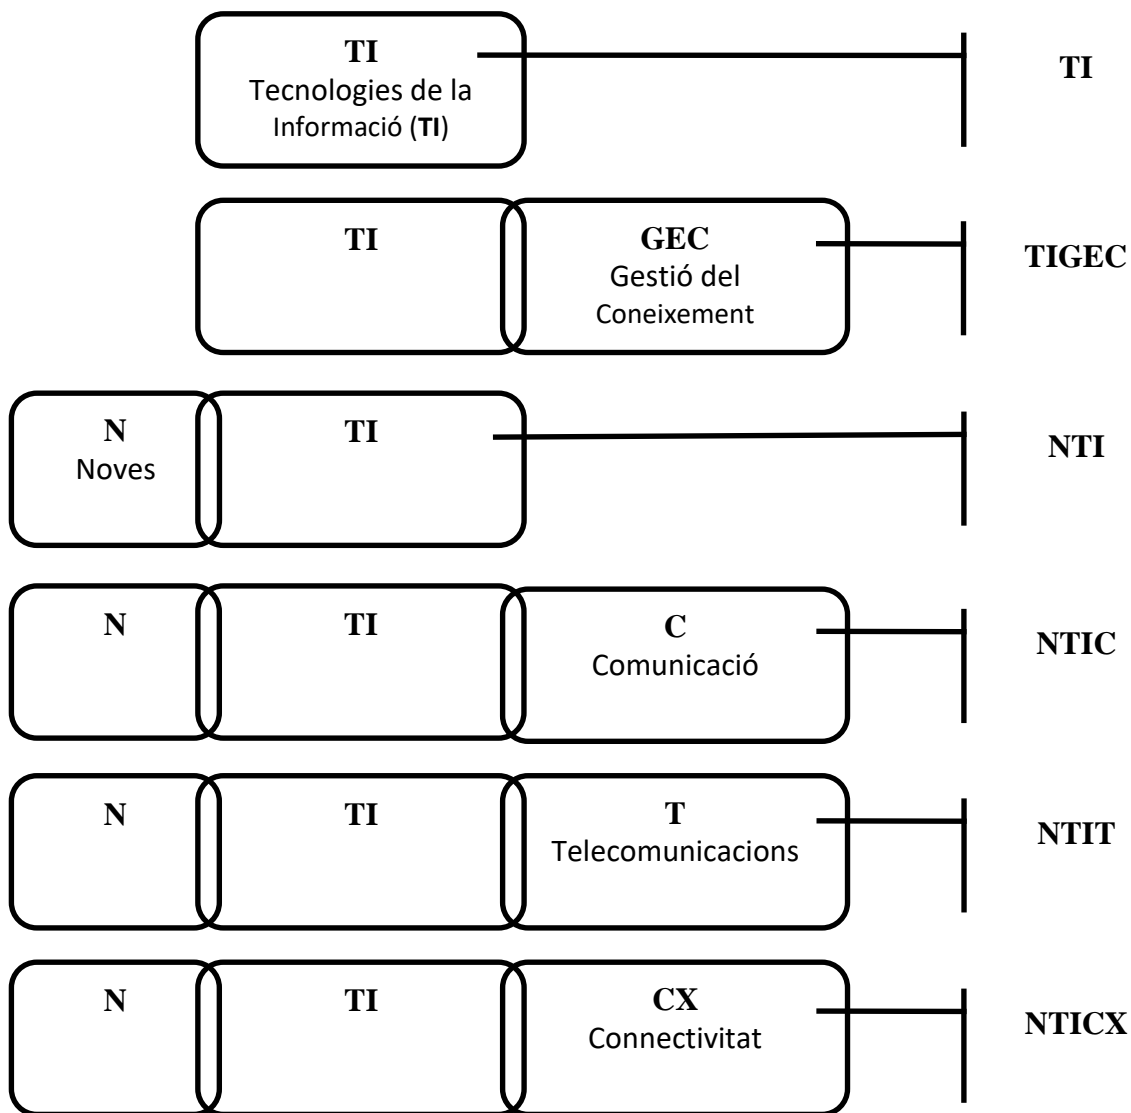 TI
Tecnologies de la
Informació (TI)
TI
TI
GEC
Gestió del
Coneixement
TIGEC
N
Noves
TI
NTI
N
TI
C
Comunicació
NTIC
N
TI
T
Telecomunicacions
NTIT
N
TI
CX
Connectivitat
NTICX